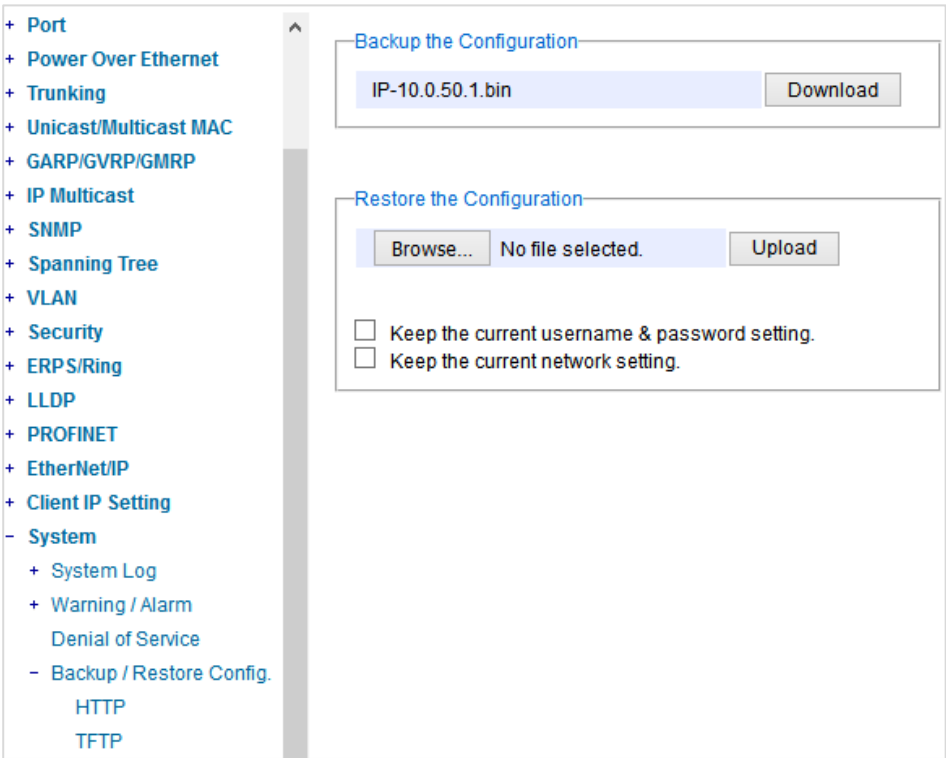 + Port
+ Power Over Ethernet
+ Trunking
+ Unicast/Multicast MAC
+ GARP/GVRP/GMRP
+ IP Multicast
+ SNMP
+ Spanning Tree
+ VLAN
+ Security
+ ERPS/Ring
+ LLDP
+ PROFINET
+ EtherNet/IP
+ Client IP Setting
− System
+ System Log
+ Warning / Alarm
Denial of Service
− Backup / Restore Config.
HTTP
TFTP
Backup the Configuration
IP-10.0.50.1.bin Download
Restore the Configuration
Browse... No file selected. Upload
Keep the current username & password setting.
Keep the current network setting.